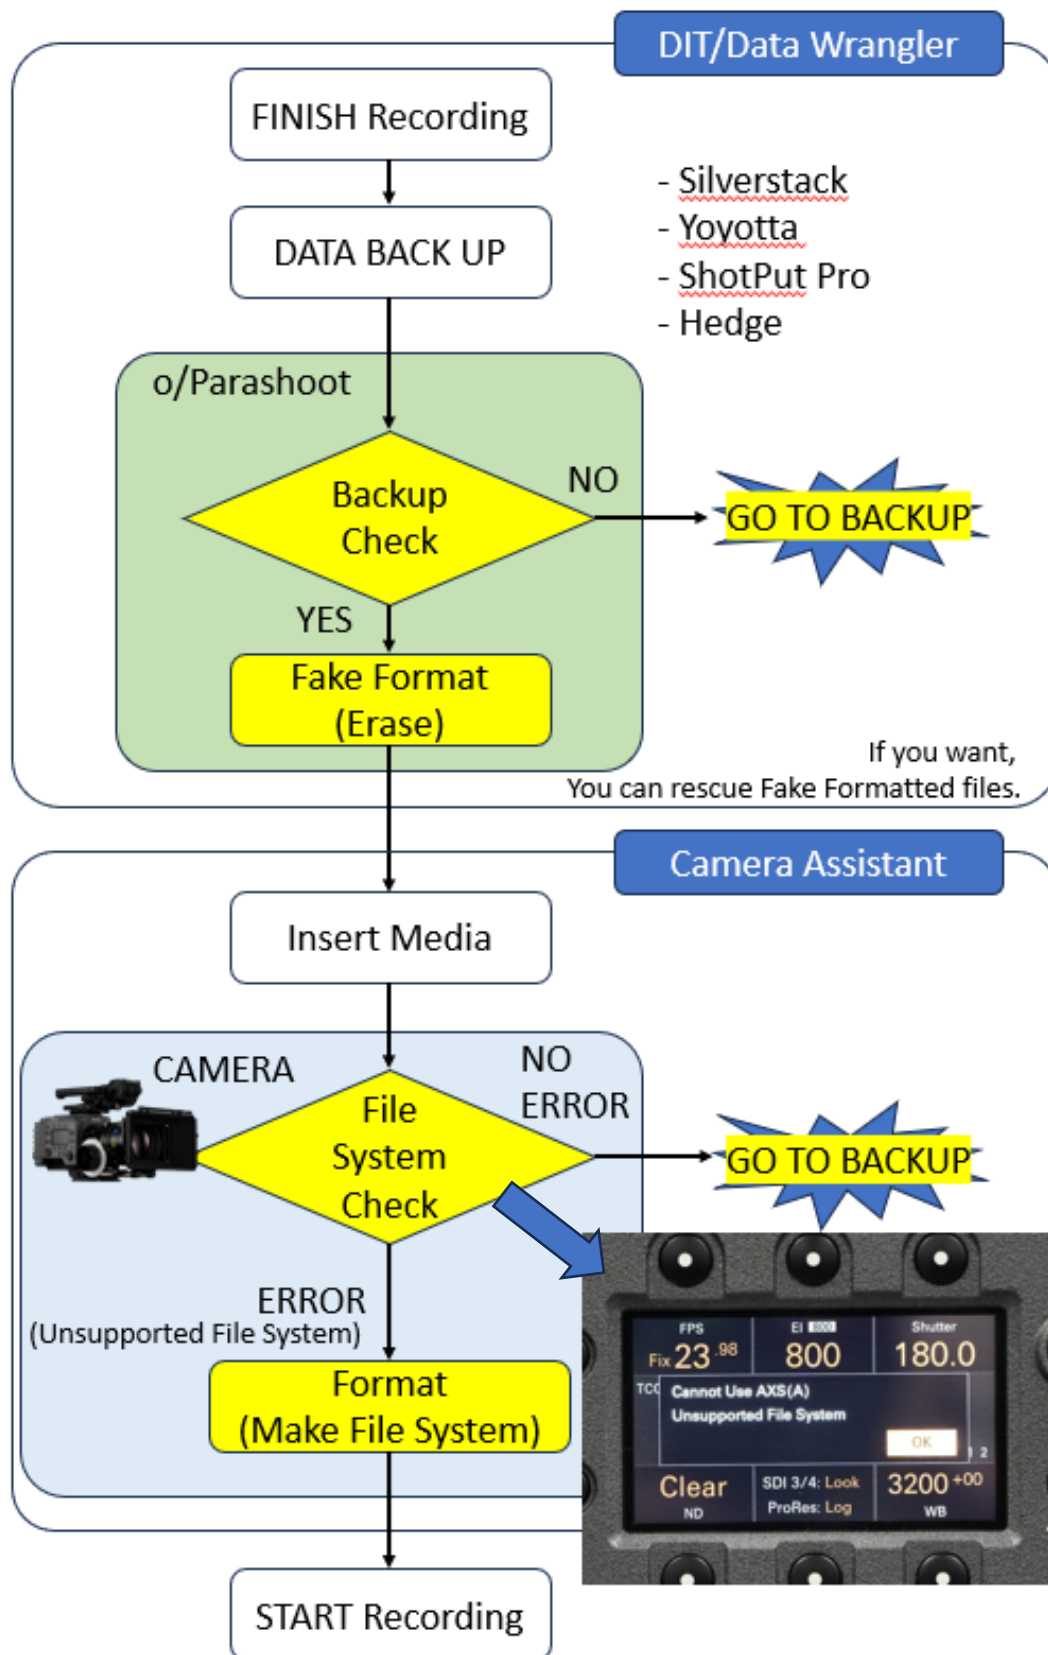 DIT/Data Wrangler
FINISH Recording
- Silverstack
- Yoyotta
- ShotPut Pro
- Hedge
DATA BACK UP
o/Parashoot
Backup
Check
NO
GO TO BACKUP
YES
Fake Format
(Erase)
If you want,
You can rescue Fake Formatted files.
Camera Assistant
Insert Media
CAMERA
NO
ERROR
File
System
Check
GO TO BACKUP
ERROR
(Unsupported File System)
Format
(Make File System)
FPS
Fix 23.98
EI 800
800
Shutter
180.0
Cannot Use AXS(A)
Unsupported File System
OK
1 2
Clear
ND
SDI 3/4: Look
ProRes: Log
3200+00
WB
START Recording